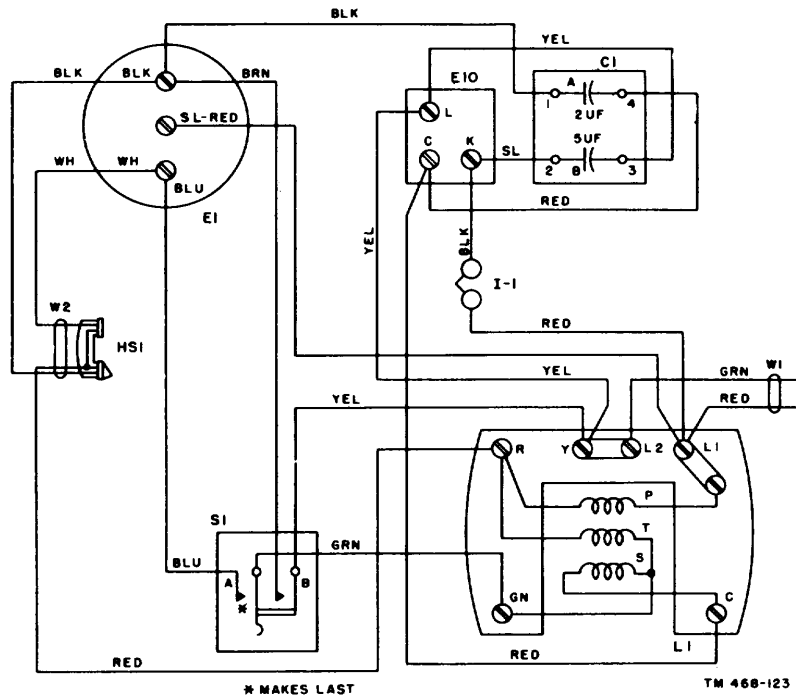 BLK
YEL
BLK BLK BRN
E10
C1
A
L
1 4
2UF
SL-RED
C K
5UF
SL
WH WH
2 B 3
BLU
RED
E1
YEL
BLK
I-1
W2
RED
HS1
YEL
GRN
W1
RED
YEL
R
Y
L2
L1
P
S1
T
GRN
S
BLU
A
B
*
GN
C
RED
RED
L1
* MAKES LAST
TM 468-123